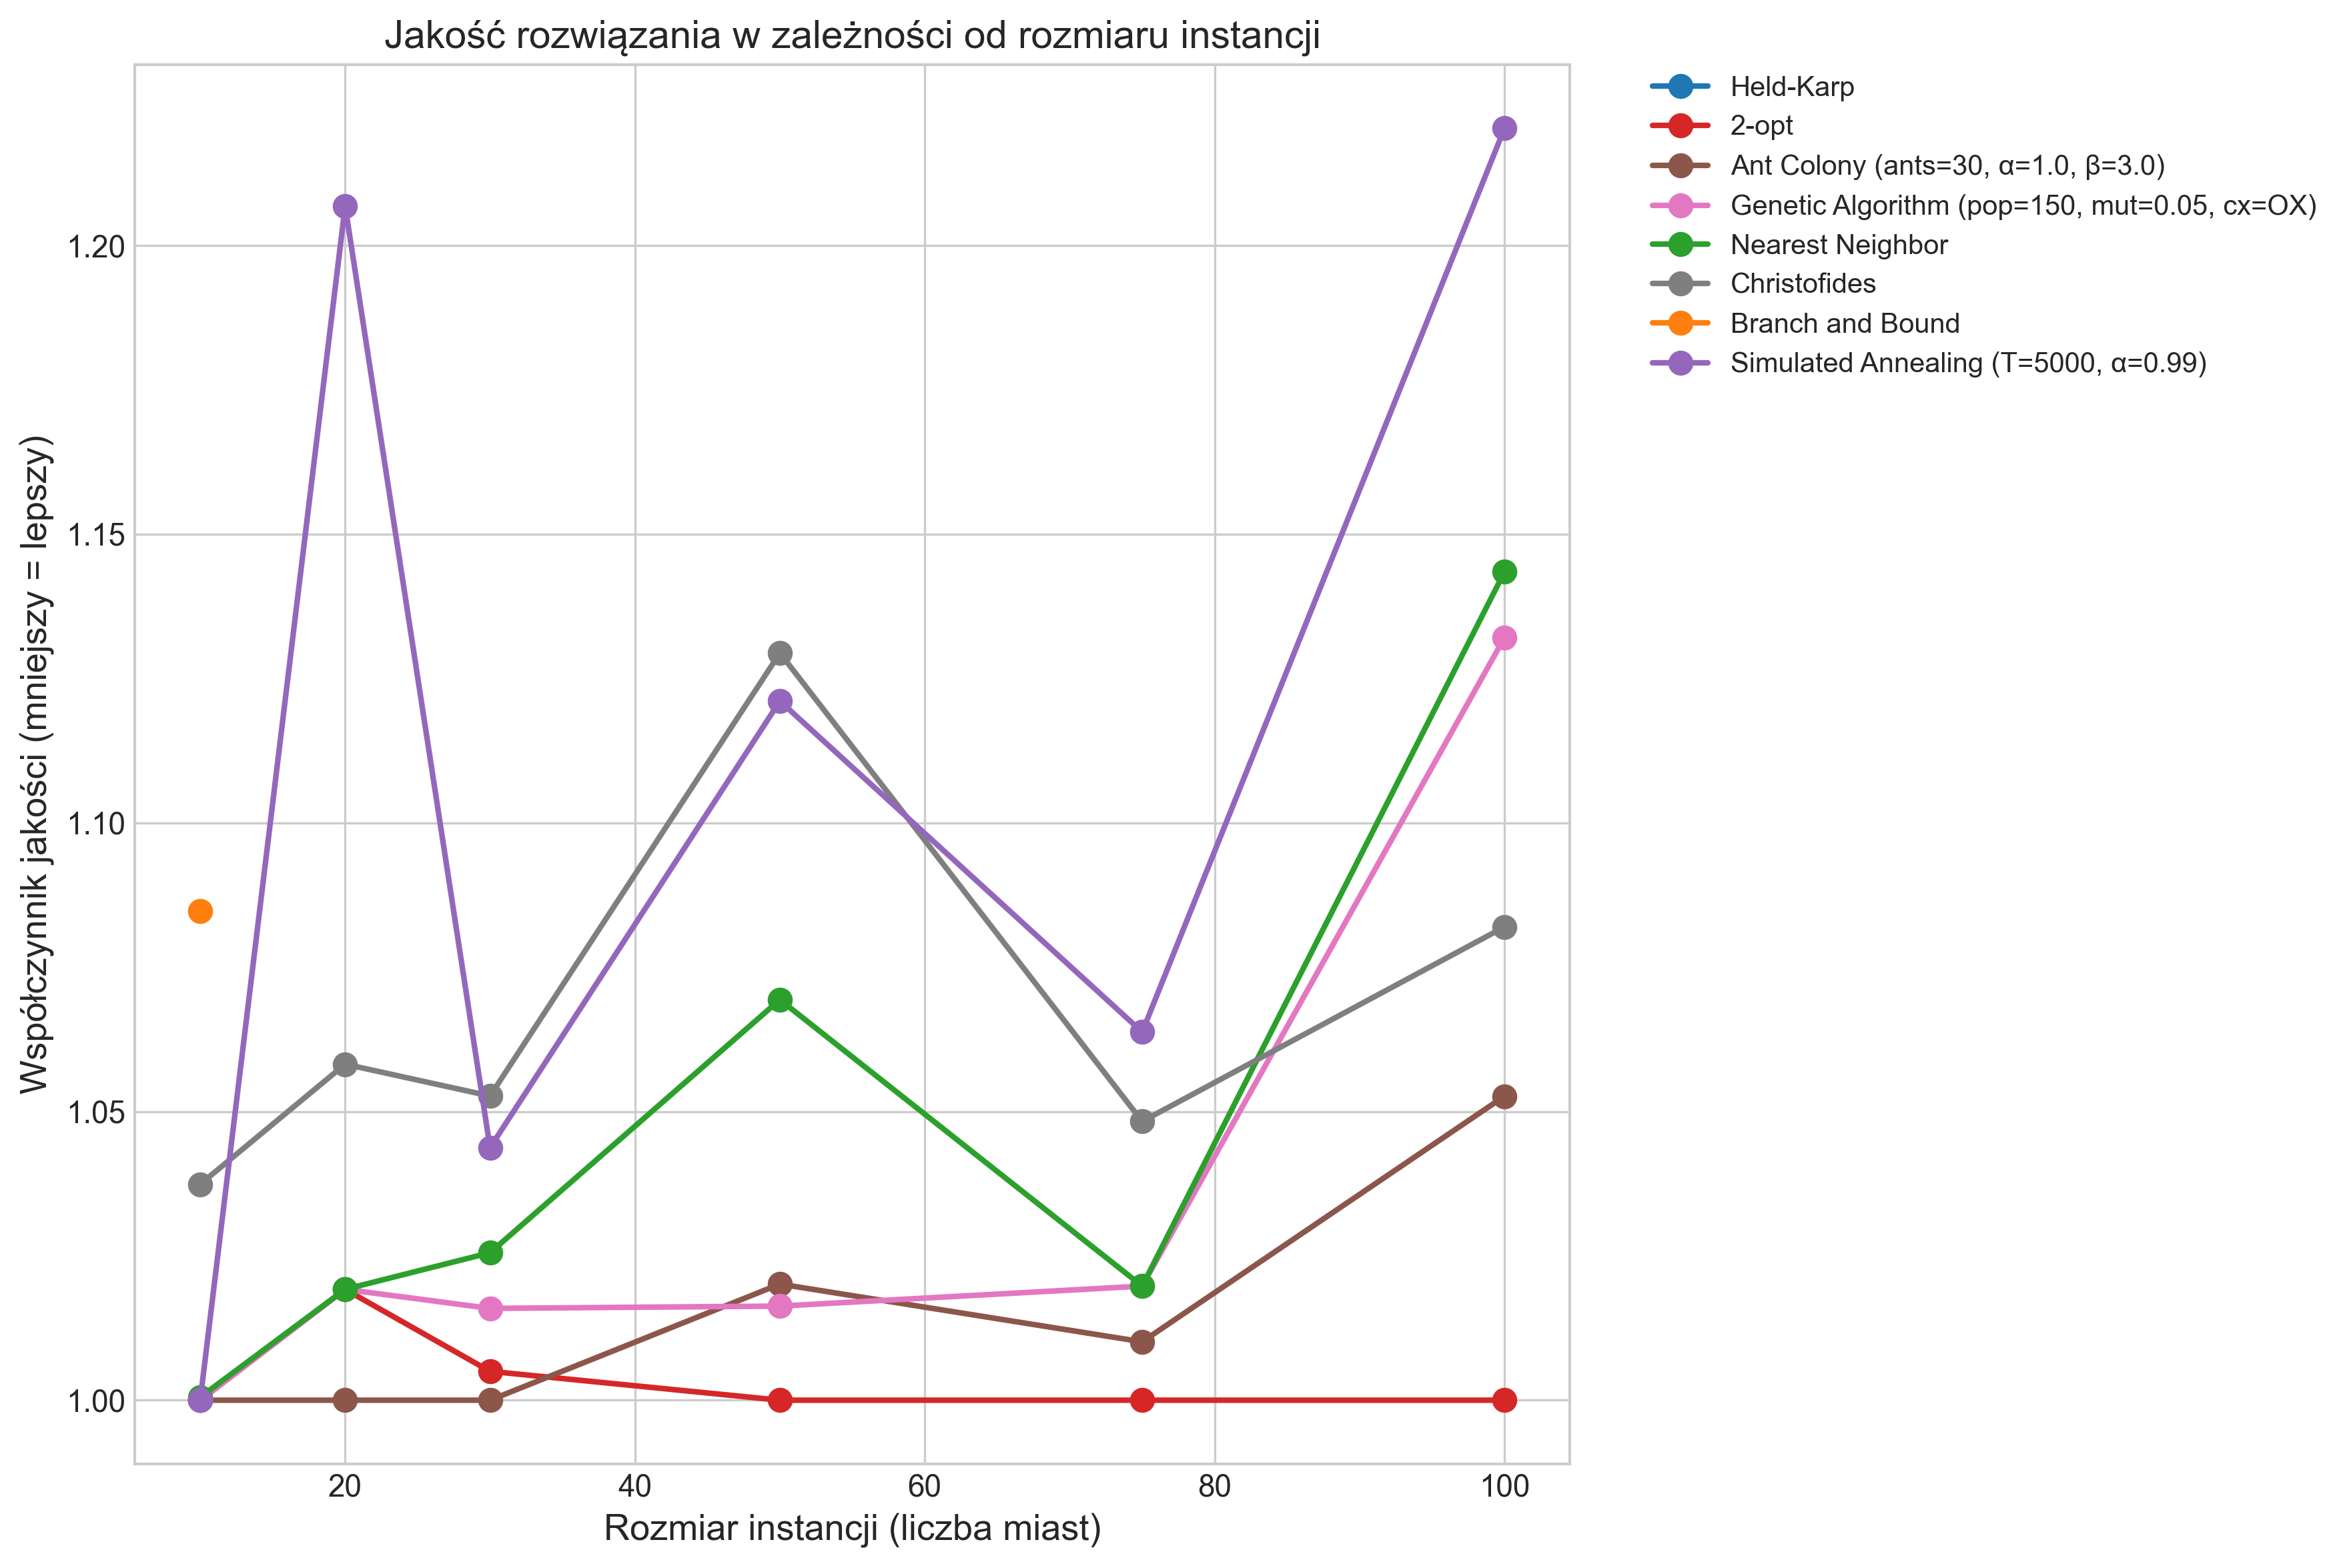 Jakość rozwiązania w zależności od rozmiaru instancji
Współczynnik jakości (mniejszy = lepszy)
1.20
1.15
1.10
1.05
1.00
20
40
60
80
100
Rozmiar instancji (liczba miast)
Held-Karp
2-opt
Ant Colony (ants=30, α=1.0, β=3.0)
Genetic Algorithm (pop=150, mut=0.05, cx=OX)
Nearest Neighbor
Christofides
Branch and Bound
Simulated Annealing (T=5000, α=0.99)